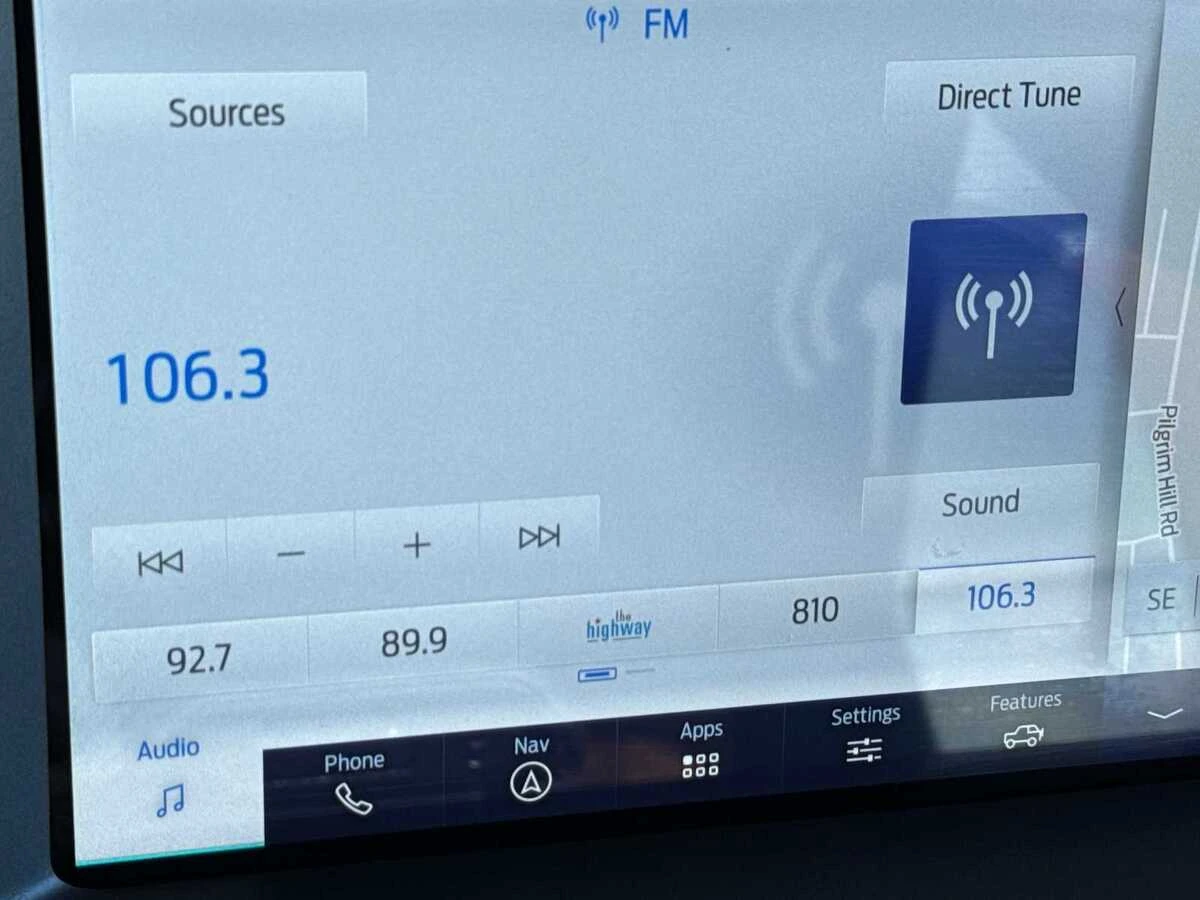 FM
Sources
Direct Tune
106.3
Pilgrim Hill Rd
Sound
92.7
89.9
the
highway
810
106.3
SE
Audio
Phone
Nav
Apps
Settings
Features